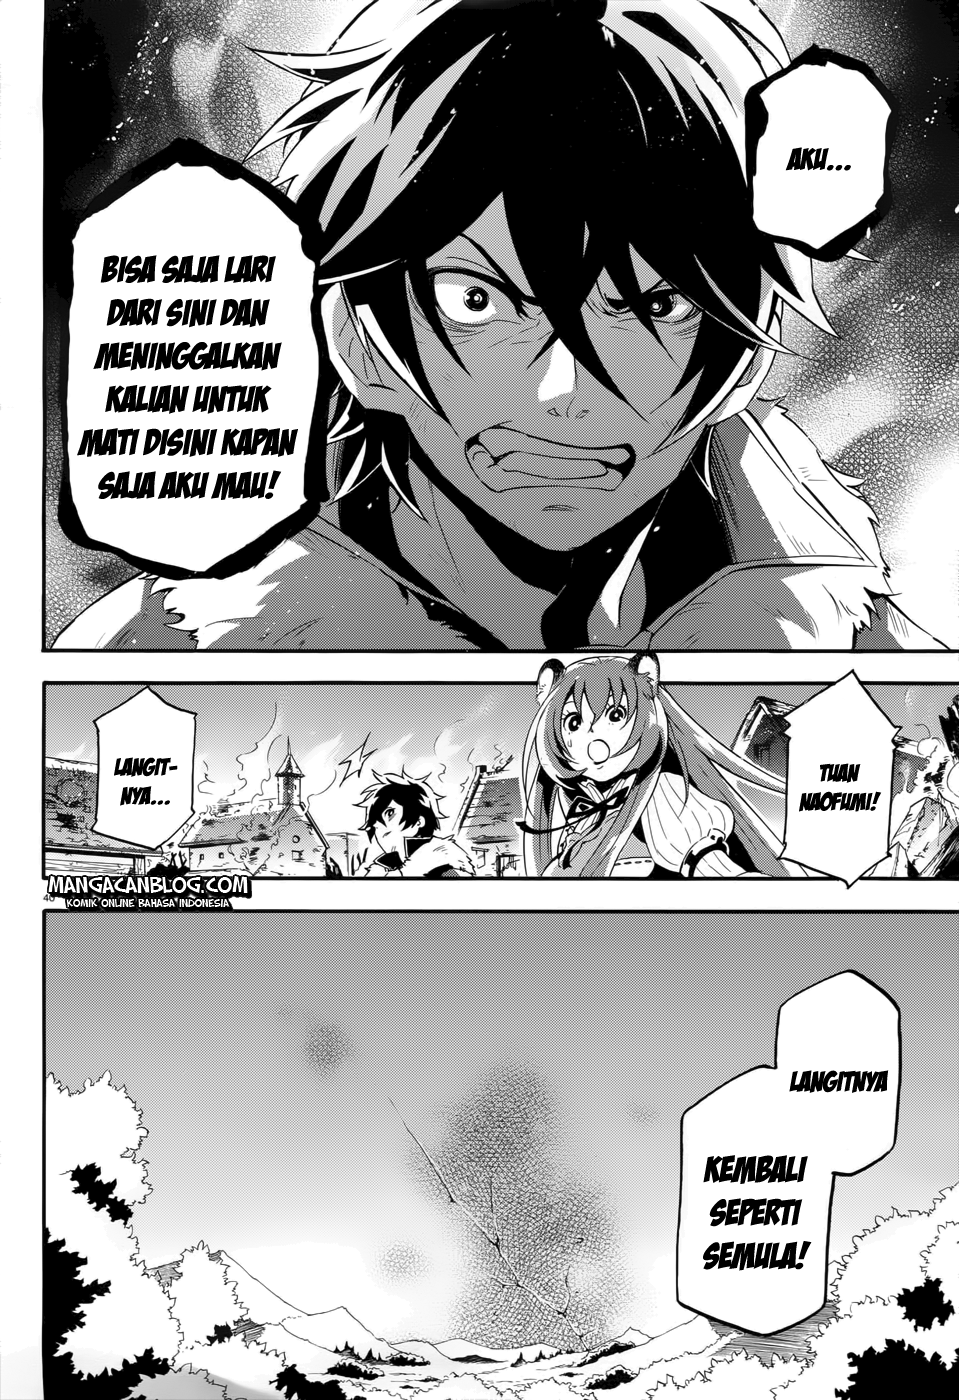 AKU...
BISA SAJA LARI
DARI SINI DAN
MENINGGALKAN
KALIAN UNTUK
MATI DISINI KAPAN
SAJA AKU MAU!
TUAN
NAOFUMI!
LANGIT-
NYA...
MANGACANBLOG.COM
KOMIK ONLINE BAHASA INDONESIA
40
LANGITNYA
KEMBALI
SEPERTI
SEMULA!